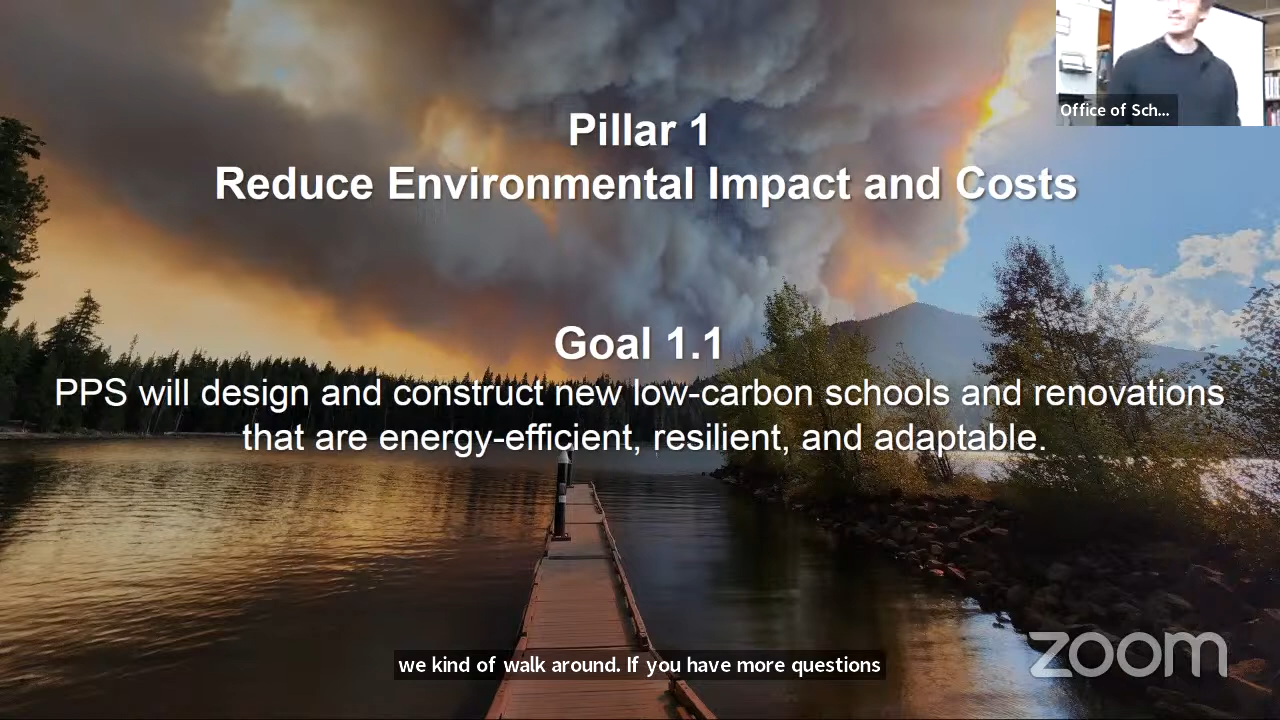 Office of Sch...
Pillar 1
Reduce Environmental Impact and Costs
Goal 1.1
PPS will design and construct new low-carbon schools and renovations
that are energy-efficient, resilient, and adaptable.
we kind of walk around. If you have more questions
zoom